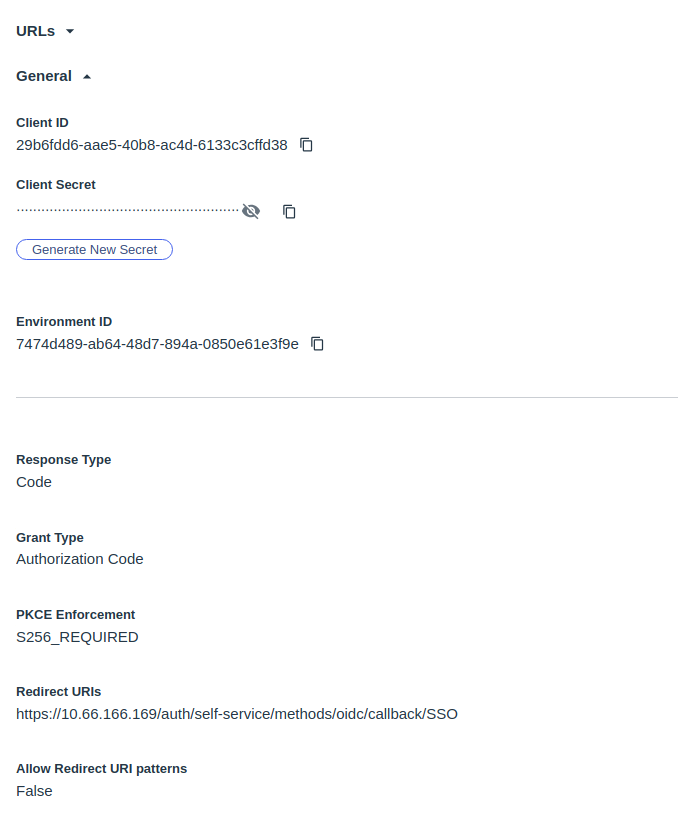 URLs
General
Client ID
29b6fdd6-aae5-40b8-ac4d-6133c3cffd38
Client Secret
Generate New Secret
Environment ID
7474d489-ab64-48d7-894a-0850e61e3f9e
Response Type
Code
Grant Type
Authorization Code
PKCE Enforcement
S256_REQUIRED
Redirect URIs
https://10.66.166.169/auth/self-service/methods/oidc/callback/SSO
Allow Redirect URI patterns
False